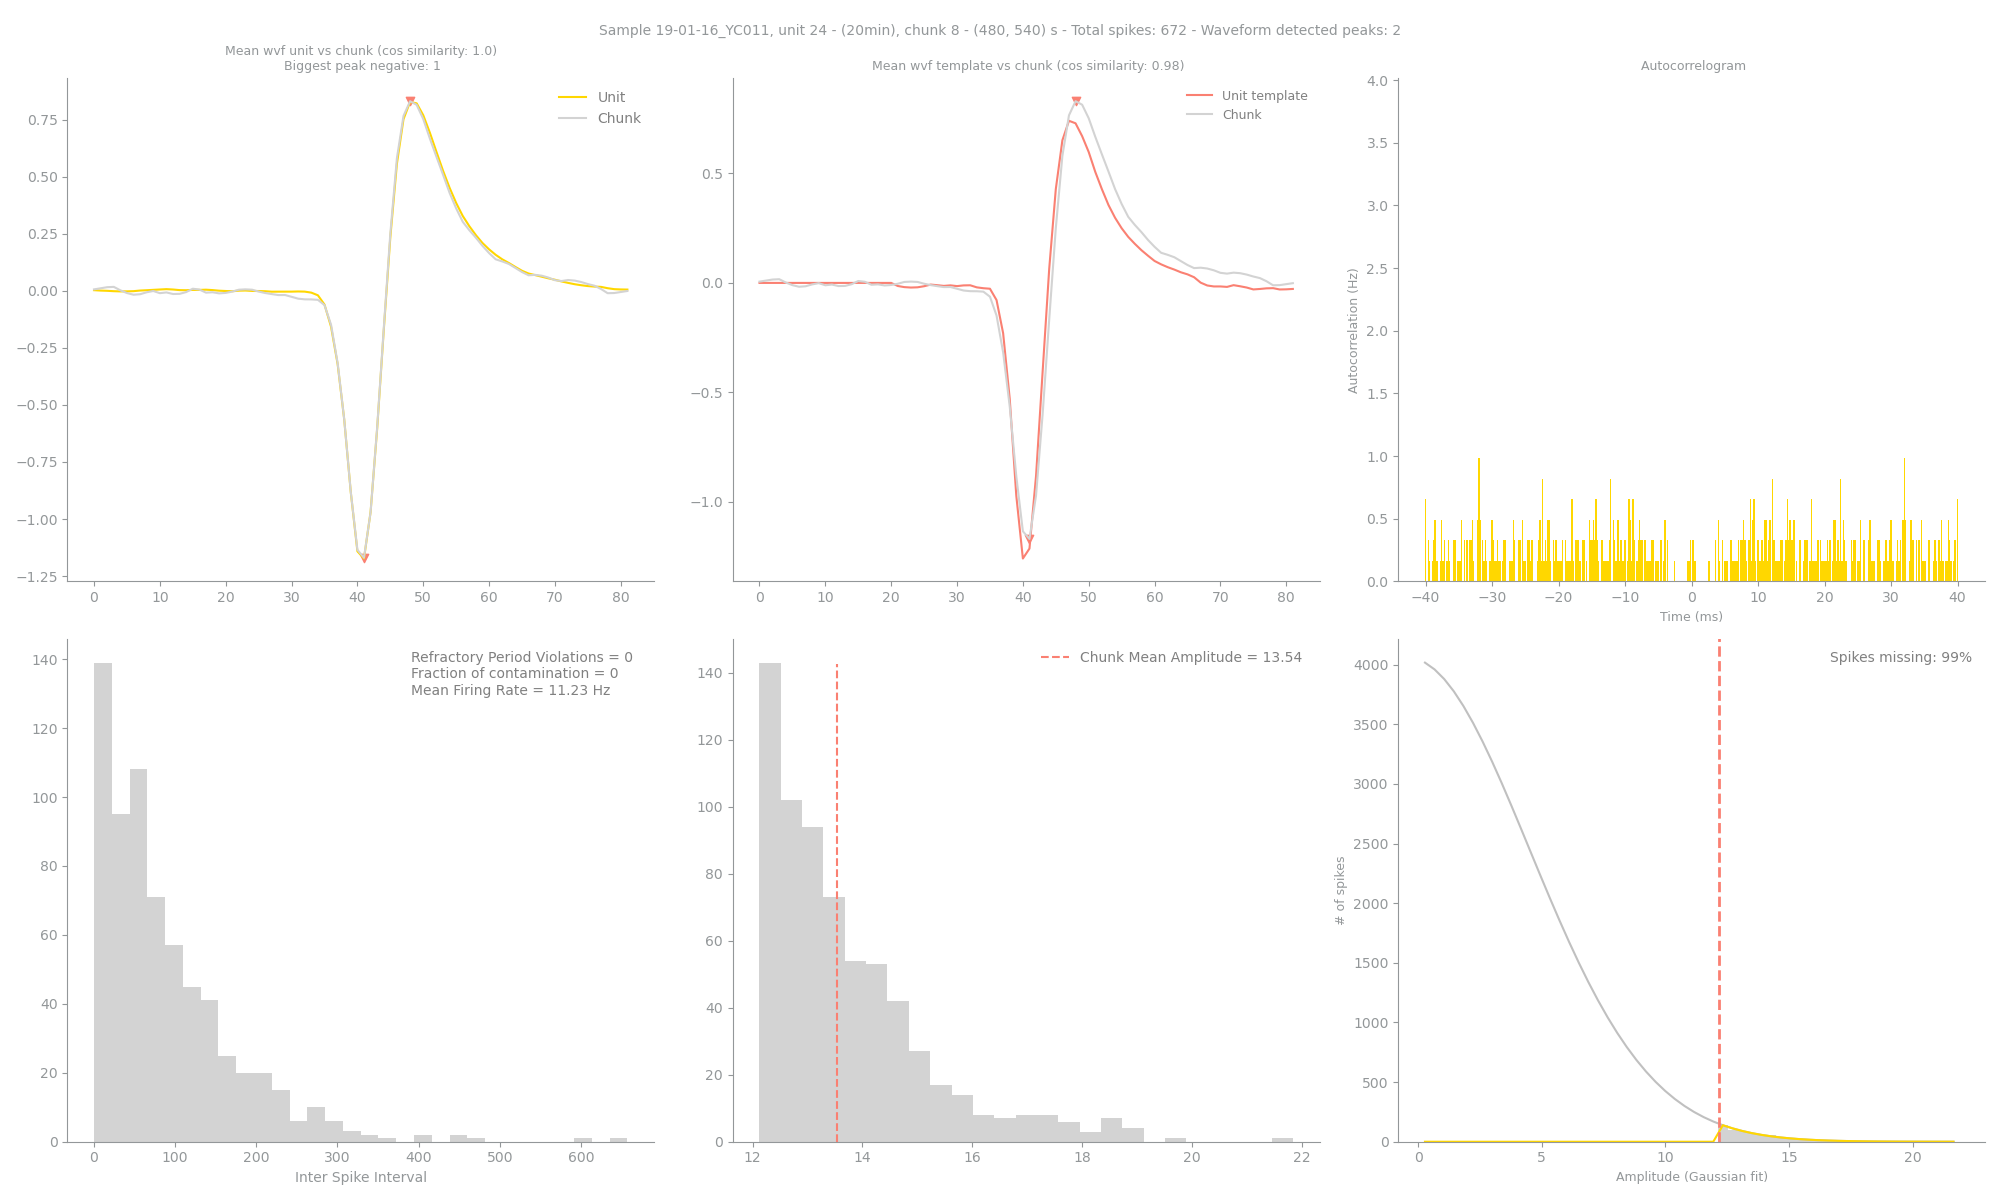 Sample 19-01-16_YC011, unit 24 - (20min), chunk 8 - (480, 540) s - Total spikes: 672 - Waveform detected peaks: 2
Mean wvf unit vs chunk (cos similarity: 1.0)
Biggest peak negative: 1
Unit
Chunk
0.75
0.50
0.25
0.00
−0.25
−0.50
−0.75
−1.00
−1.25
0 10 20 30 40 50 60 70 80
Mean wvf template vs chunk (cos similarity: 0.98)
Unit template
Chunk
0.5
0.0
−0.5
−1.0
0 10 20 30 40 50 60 70 80
Autocorrelogram
Autocorrelation (Hz)
4.0
3.5
3.0
2.5
2.0
1.5
1.0
0.5
0.0
−40 −30 −20 −10 0 10 20 30 40
Time (ms)
Refractory Period Violations = 0
Fraction of contamination = 0
Mean Firing Rate = 11.23 Hz
140
120
100
80
60
40
20
0
0 100 200 300 400 500 600
Inter Spike Interval
Chunk Mean Amplitude = 13.54
140
120
100
80
60
40
20
0
12 14 16 18 20 22
Spikes missing: 99%
# of spikes
4000
3500
3000
2500
2000
1500
1000
500
0
0 5 10 15 20
Amplitude (Gaussian fit)